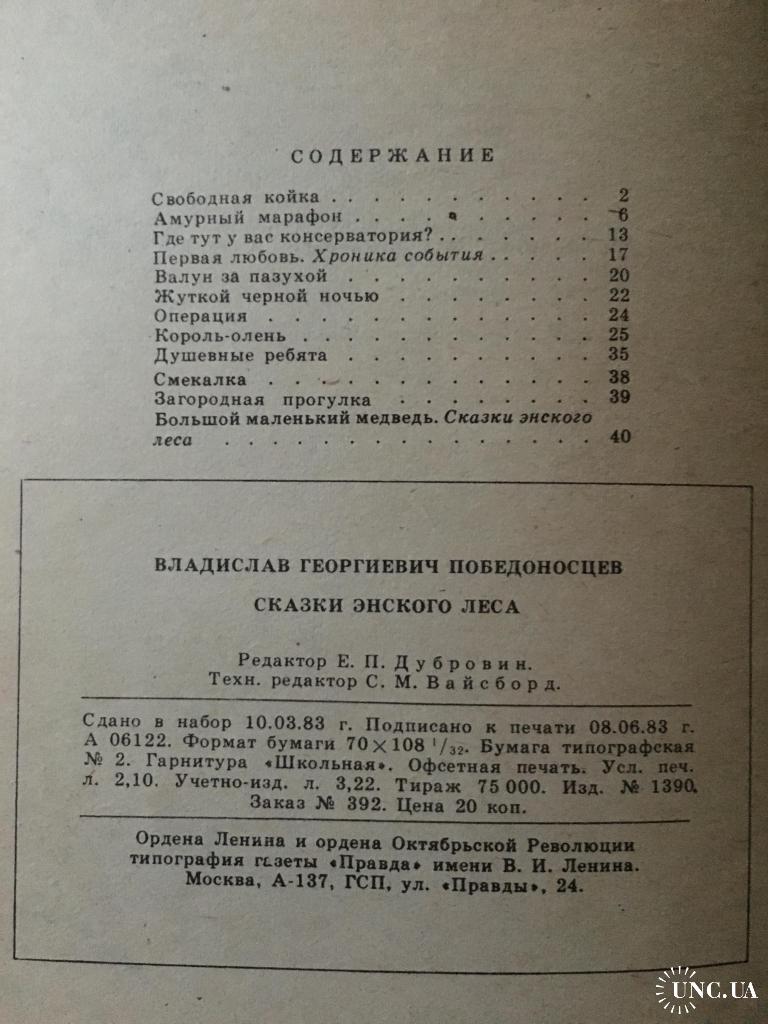 СОДЕРЖАНИЕ
Свободная койка . . . . . . . . . . . 2
Амурный марафон . . . . . . . . . . 6
Где тут у вас консерватория? . . . . . . . 13
Первая любовь. Хроника события . . . . . 17
Валун за пазухой . . . . . . . . . . 20
Жуткой черной ночью . . . . . . . . 22
Операция . . . . . . . . . . . . . 24
Король-олень . . . . . . . . . . . . 25
Душевные ребята . . . . . . . . . . 35
Смекалка . . . . . . . . . . . . . 38
Загородная прогулка . . . . . . . . 39
Большой маленький медведь. Сказки энского
леса . . . . . . . . . . . . . . . 40
ВЛАДИСЛАВ ГЕОРГИЕВИЧ ПОБЕДОНОСЦЕВ
СКАЗКИ ЭНСКОГО ЛЕСА
Редактор Е. П. Дубровин.
Техн. редактор С. М. Вайсборд.
Сдано в набор 10.03.83 г. Подписано к печати 08.06.83 г.
А 06122. Формат бумаги 70×108 1/32. Бумага типографская
№ 2. Гарнитура «Школьная». Офсетная печать. Усл. печ.
л. 2,10. Учетно-изд. л. 3,22. Тираж 75 000. Изд. № 1390.
Заказ № 392. Цена 20 коп.
Ордена Ленина и ордена Октябрьской Революции
типография газеты «Правда» имени В. И. Ленина.
Москва, А-137, ГСП, ул. «Правды», 24.
UNC.UA